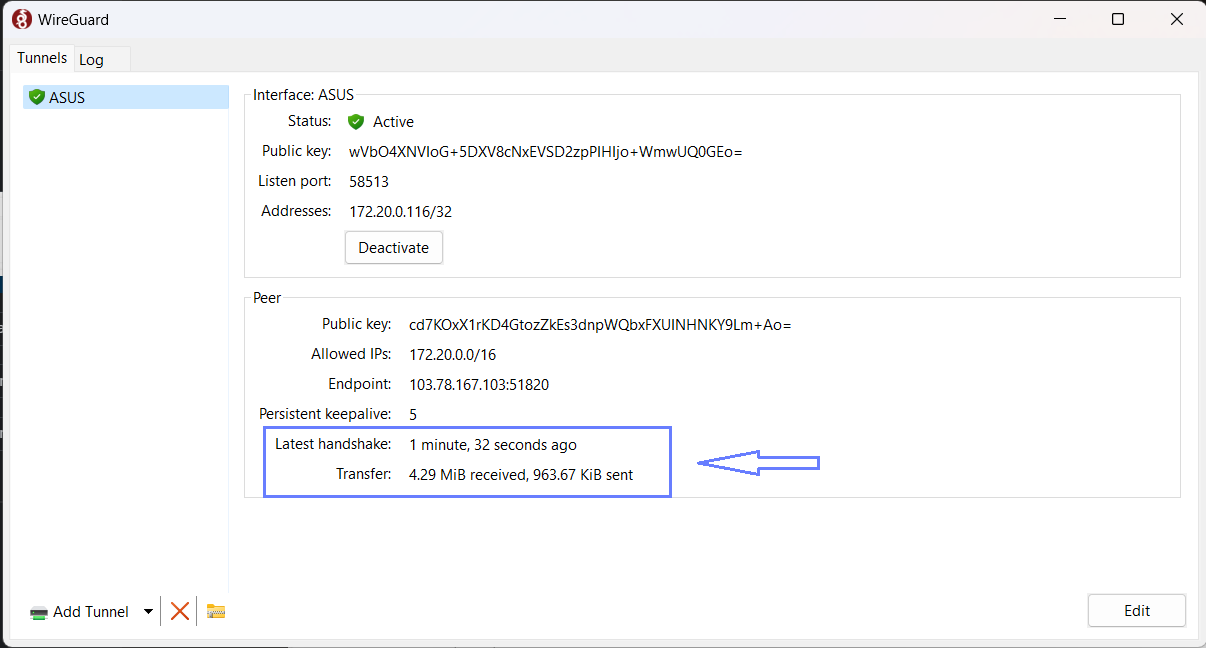 WireGuard
Tunnels Log
ASUS
Interface: ASUS
Status: Active
Public key: wVbO4XNVIoG+5DXV8cNxEVSD2zpPIHIjo+WmwUQ0GEo=
Listen port: 58513
Addresses: 172.20.0.116/32
Deactivate
Peer
Public key: cd7KOxX1rKD4GtozZkEs3dnpWQbxFXUINHNKY9Lm+Ao=
Allowed IPs: 172.20.0.0/16
Endpoint: 103.78.167.103:51820
Persistent keepalive: 5
Latest handshake: 1 minute, 32 seconds ago
Transfer: 4.29 MiB received, 963.67 KiB sent
Add Tunnel
Edit